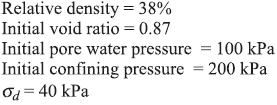 Relative density = 38%
Initial void ratio = 0.87
Initial pore water pressure = 100 kPa
Initial confining pressure = 200 kPa
σd = 40 kPa